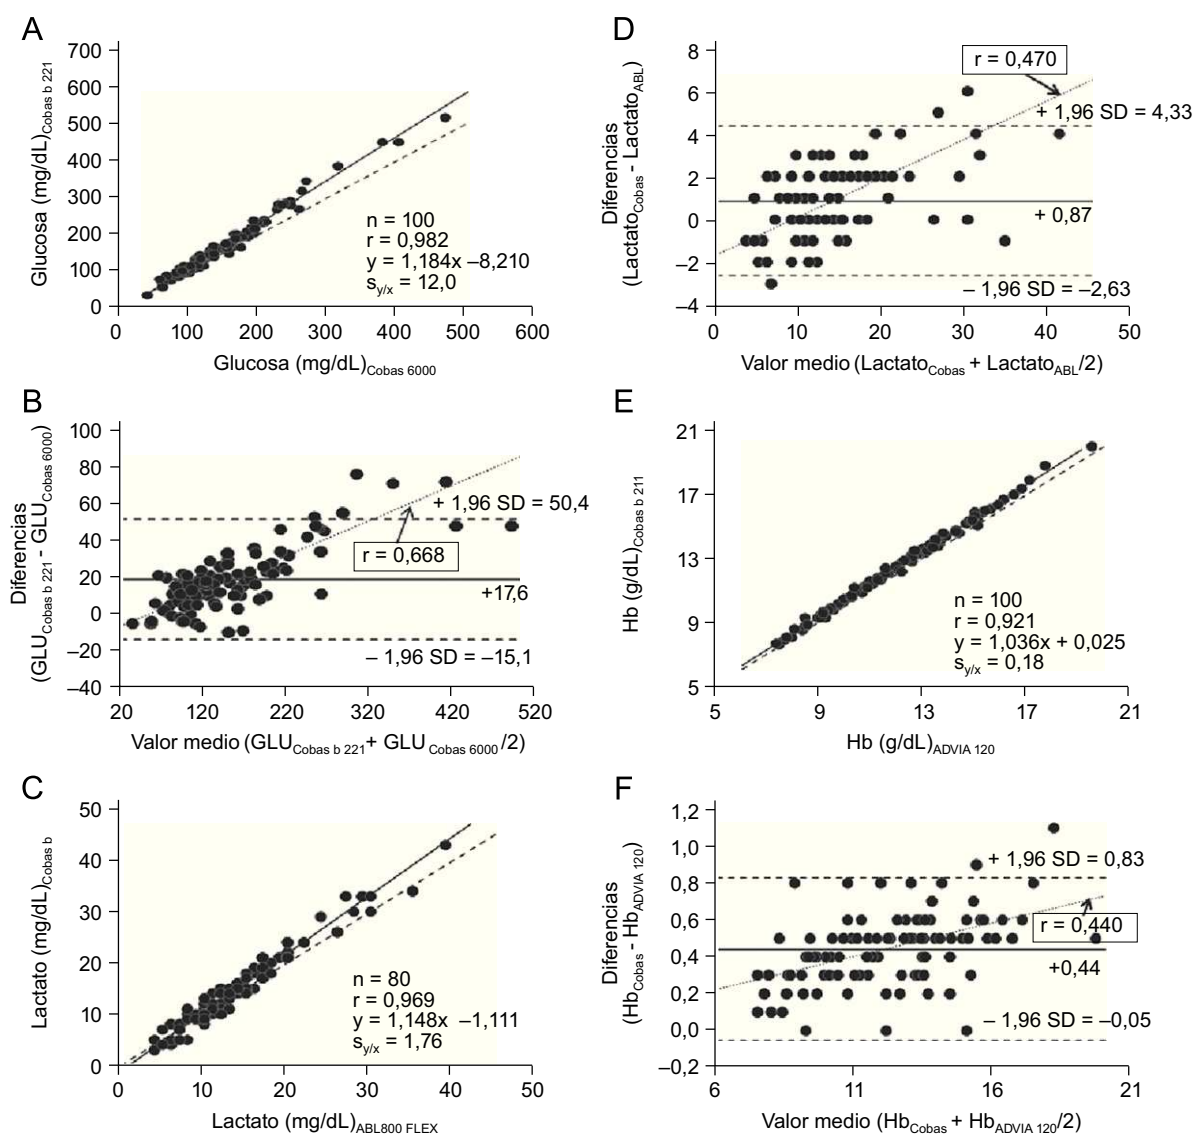 A
Glucosa (mg/dL)Cobas b 221
700
600
500
400
300
200
100
0
n = 100
r = 0,982
y = 1,184x –8,210
sy/x = 12,0
0 100 200 300 400 500 600
Glucosa (mg/dL)Cobas 6000
B
Diferencias
(GLUCobas b 221 - GLUCobas 6000)
100
80
60
40
20
0
–20
–40
+ 1,96 SD = 50,4
r = 0,668
+17,6
– 1,96 SD = –15,1
20 120 220 320 420 520
Valor medio (GLUCobas b 221+ GLU Cobas 6000/2)
C
Lactato (mg/dL)Cobas b
50
40
30
20
10
0
n = 80
r = 0,969
y = 1,148x –1,111
sy/x = 1,76
0 10 20 30 40 50
Lactato (mg/dL)ABL800 FLEX
D
Diferencias
(LactatoCobas - LactatoABL)
8
6
4
2
0
–2
–4
r = 0,470
+ 1,96 SD = 4,33
+ 0,87
– 1,96 SD = –2,63
0 10 20 30 40 50
Valor medio (LactatoCobas + LactatoABL/2)
E
Hb (g/dL)Cobas b 211
21
17
13
9
5
n = 100
r = 0,921
y = 1,036x + 0,025
sy/x = 0,18
5 9 13 17 21
Hb (g/dL)ADVIA 120
F
Diferencias
(HbCobas - HbADVIA 120)
1,2
1,0
0,8
0,6
0,4
0,2
0,0
–0,2
+ 1,96 SD = 0,83
r = 0,440
+0,44
– 1,96 SD = –0,05
6 11 16 21
Valor medio (HbCobas + HbADVIA 120/2)